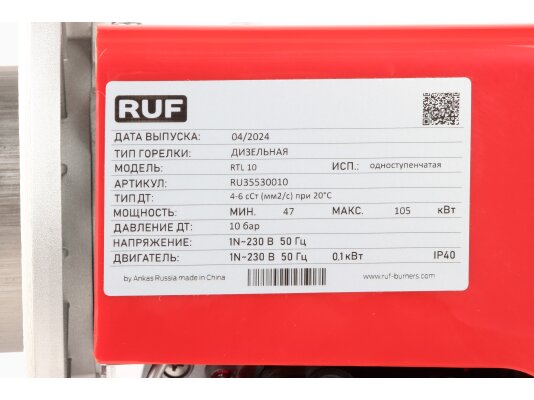 RUF
ДАТА ВЫПУСКА: 04/2024
ТИП ГОРЕЛКИ: ДИЗЕЛЬНАЯ
МОДЕЛЬ: RTL 10 ИСП.: одноступенчатая
АРТИКУЛ: RU35530010
ТИП ДТ: 4-6 сСт (мм2/с) при 20°C
МОЩНОСТЬ: МИН. 47 МАКС. 105 кВт
ДАВЛЕНИЕ ДТ: 10 бар
НАПРЯЖЕНИЕ: 1N~230 В 50 Гц
ДВИГАТЕЛЬ: 1N~230 В 50 Гц 0,1 кВт IP40
by Ankas Russia made in China www.ruf-burners.com